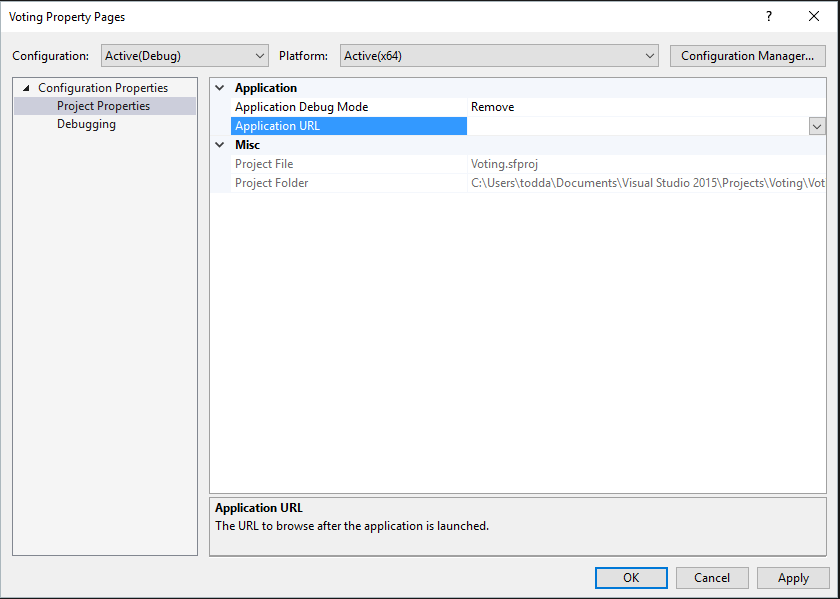 Voting Property Pages ?
Configuration: Active(Debug) Platform: Active(x64) Configuration Manager...
Configuration Properties
Project Properties
Debugging
Application
Application Debug Mode Remove
Application URL
Misc
Project File Voting.sfproj
Project Folder C:\Users\todda\Documents\Visual Studio 2015\Projects\Voting\Vot
Application URL
The URL to browse after the application is launched.
OK Cancel Apply